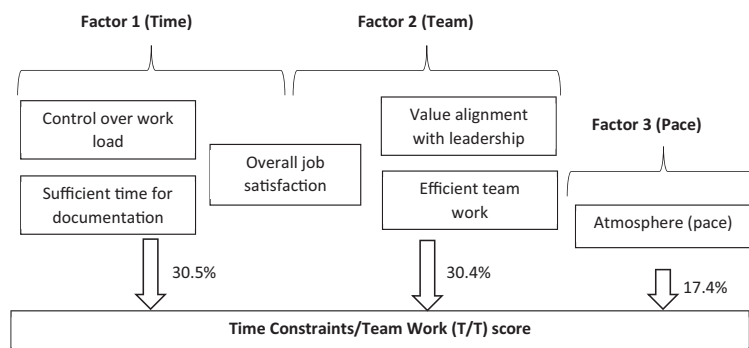 Factor 1 (Time)
Factor 2 (Team)
Control over work
load
Value alignment
with leadership
Factor 3 (Pace)
Overall job
satisfaction
Sufficient time for
documentation
Efficient team
work
Atmosphere (pace)
30.5%
30.4%
17.4%
Time Constraints/Team Work (T/T) score